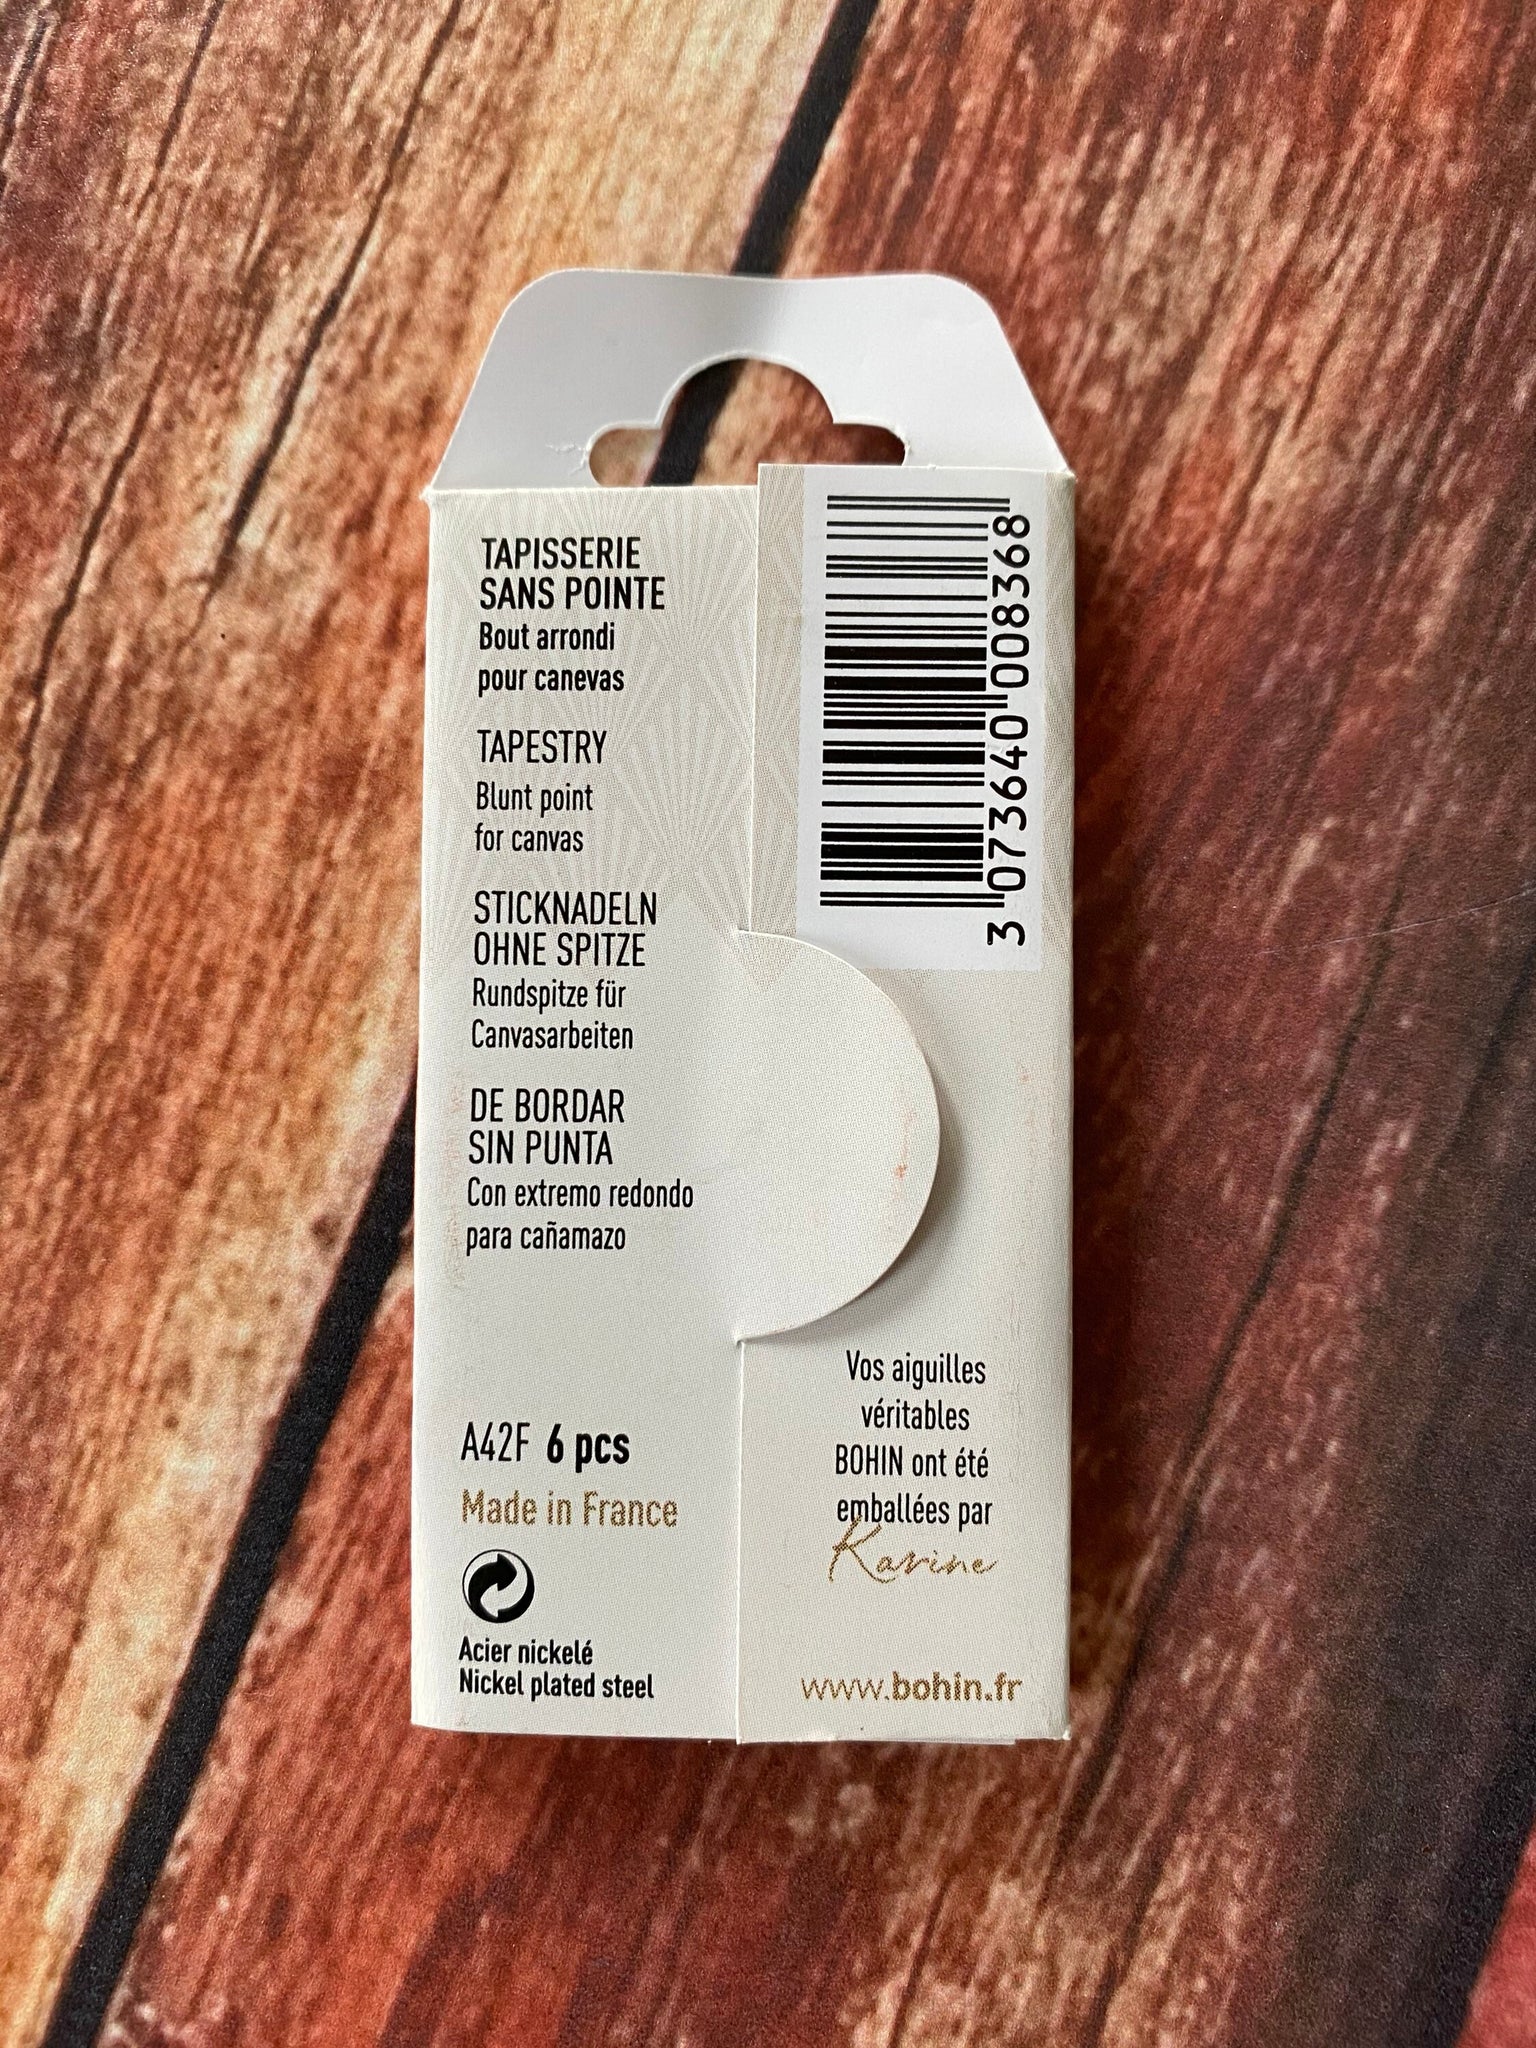 TAPISSERIE
SANS POINTE
Bout arrondi
pour canevas
TAPESTRY
Blunt point
for canvas
STICKNADELN
OHNE SPITZE
Rundspitze für
Canvasarbeiten
DE BORDAR
SIN PUNTA
Con extremo redondo
para cañamazo
A42F 6 pcs
Made in France
Acier nickelé
Nickel plated steel
3 073640 008368
Vos aiguilles
véritables
BOHIN ont été
emballées par
Karine
www.bohin.fr